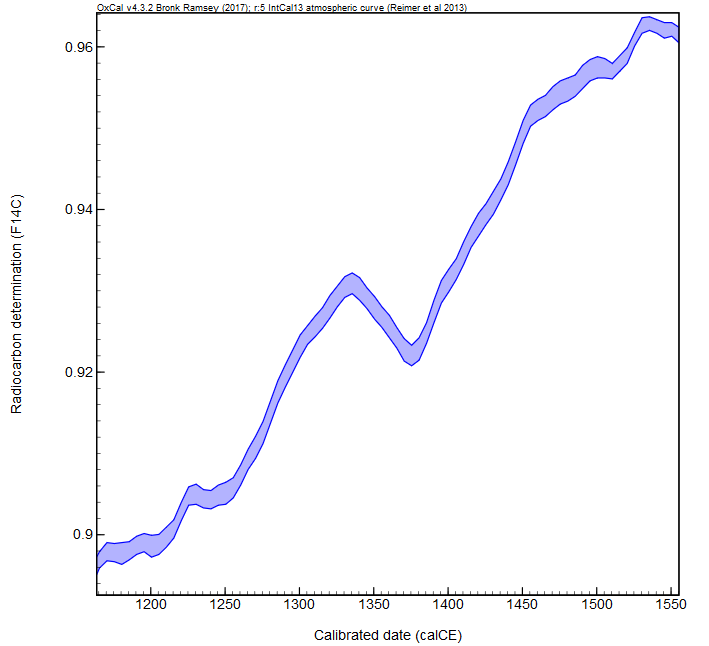 OxCal v4.3.2 Bronk Ramsey (2017); r:5 IntCal13 atmospheric curve (Reimer et al 2013)
0.96
0.94
0.92
0.9
Radiocarbon determination (F14C)
1200 1250 1300 1350 1400 1450 1500 1550
Calibrated date (calCE)